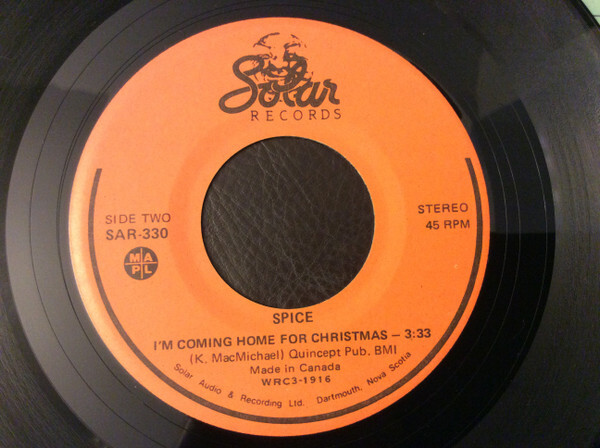 Solar
RECORDS
SIDE TWO
SAR-330
STEREO
45 RPM
M A
P L
SPICE
I'M COMING HOME FOR CHRISTMAS – 3:33
(K. MacMichael) Quincept Pub. BMI
Made in Canada
WRC3-1916
Solar Audio & Recording Ltd. Dartmouth, Nova Scotia